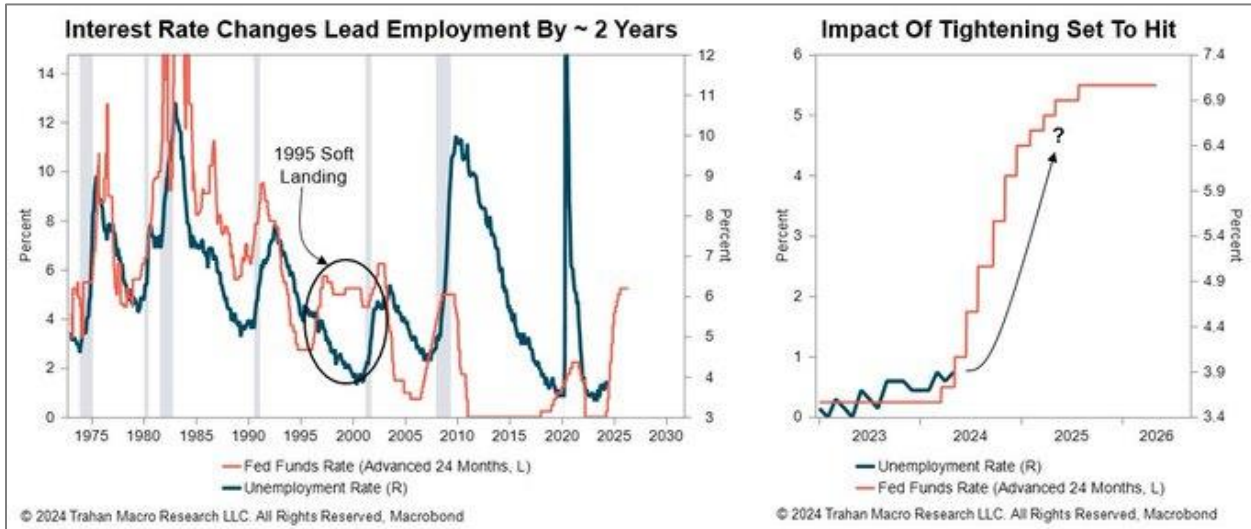 Interest Rate Changes Lead Employment By ~ 2 Years
14
12
10
8
6
4
2
0
Percent
1995 Soft
Landing
12
11
10
9
8
7
6
5
4
3
Percent
1975 1980 1985 1990 1995 2000 2005 2010 2015 2020 2025 2030
Fed Funds Rate (Advanced 24 Months, L)
Unemployment Rate (R)
© 2024 Trahan Macro Research LLC. All Rights Reserved, Macrobond
Impact Of Tightening Set To Hit
6
5
4
3
2
1
0
Percent
?
7.4
6.9
6.4
5.9
5.4
4.9
4.4
3.9
3.4
Percent
2023 2024 2025 2026
Unemployment Rate (R)
Fed Funds Rate (Advanced 24 Months, L)
© 2024 Trahan Macro Research LLC. All Rights Reserved, Macrobond